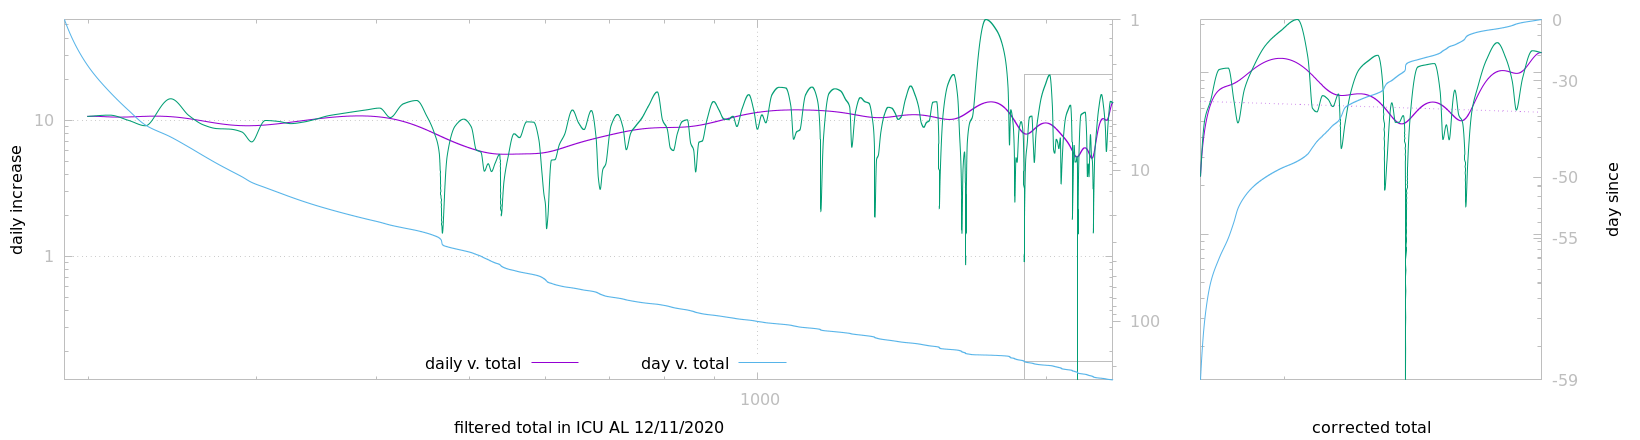 daily increase
10
1
daily v. total
day v. total
1
10
100
1000
filtered total in ICU AL 12/11/2020
0
-30
-40
-50
-55
-59
day since
corrected total